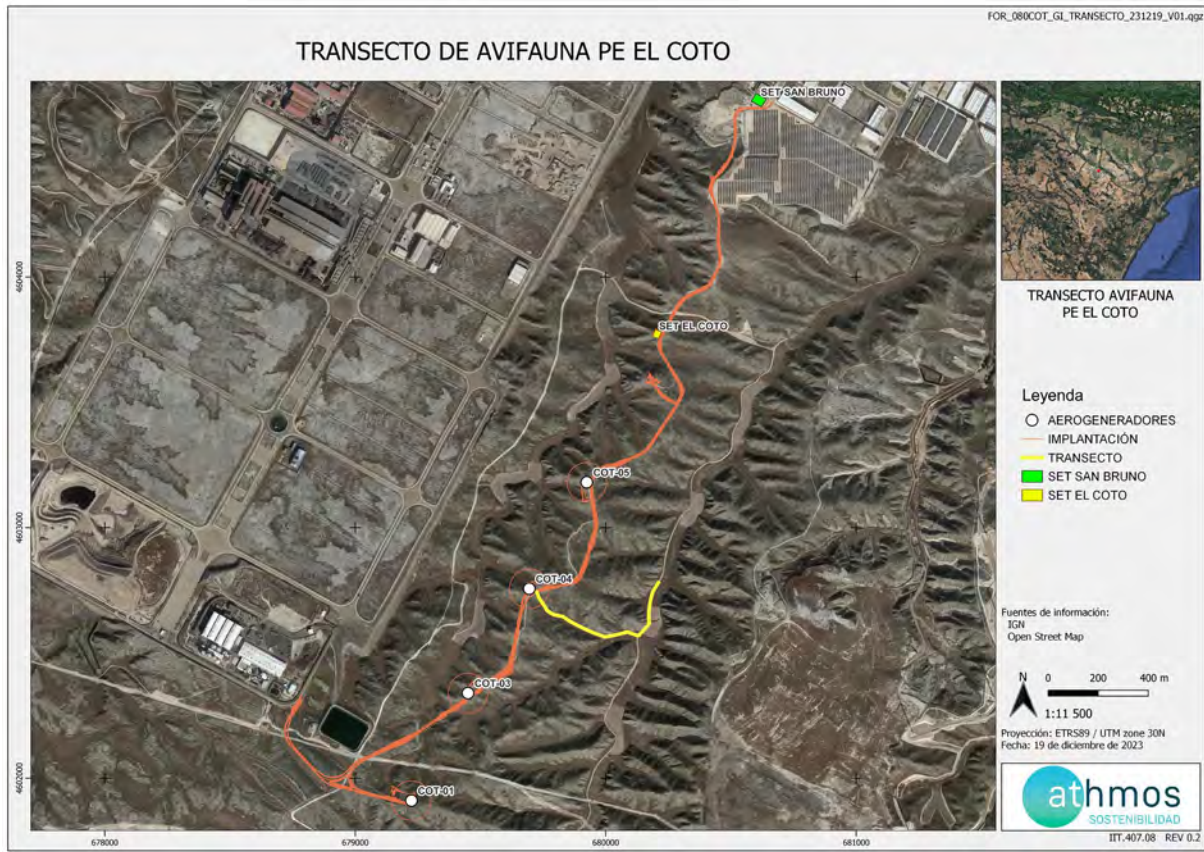 FOR_080COT_GI_TRANSECTO_231219_V01.qgz
TRANSECTO DE AVIFAUNA PE EL COTO
SET SAN BRUNO
SET EL COTO
COT-05
COT-04
COT-03
COT-01
4604000
4603000
4602000
678000
679000
680000
681000
TRANSECTO AVIFAUNA
PE EL COTO
Leyenda
AEROGENERADORES
IMPLANTACIÓN
TRANSECTO
SET SAN BRUNO
SET EL COTO
Fuentes de información:
IGN
Open Street Map
N
0 200 400 m
1:11 500
Proyección: ETRS89 / UTM zone 30N
Fecha: 19 de diciembre de 2023
athmos
SOSTENIBILIDAD
IIT.407.08 REV 0.2